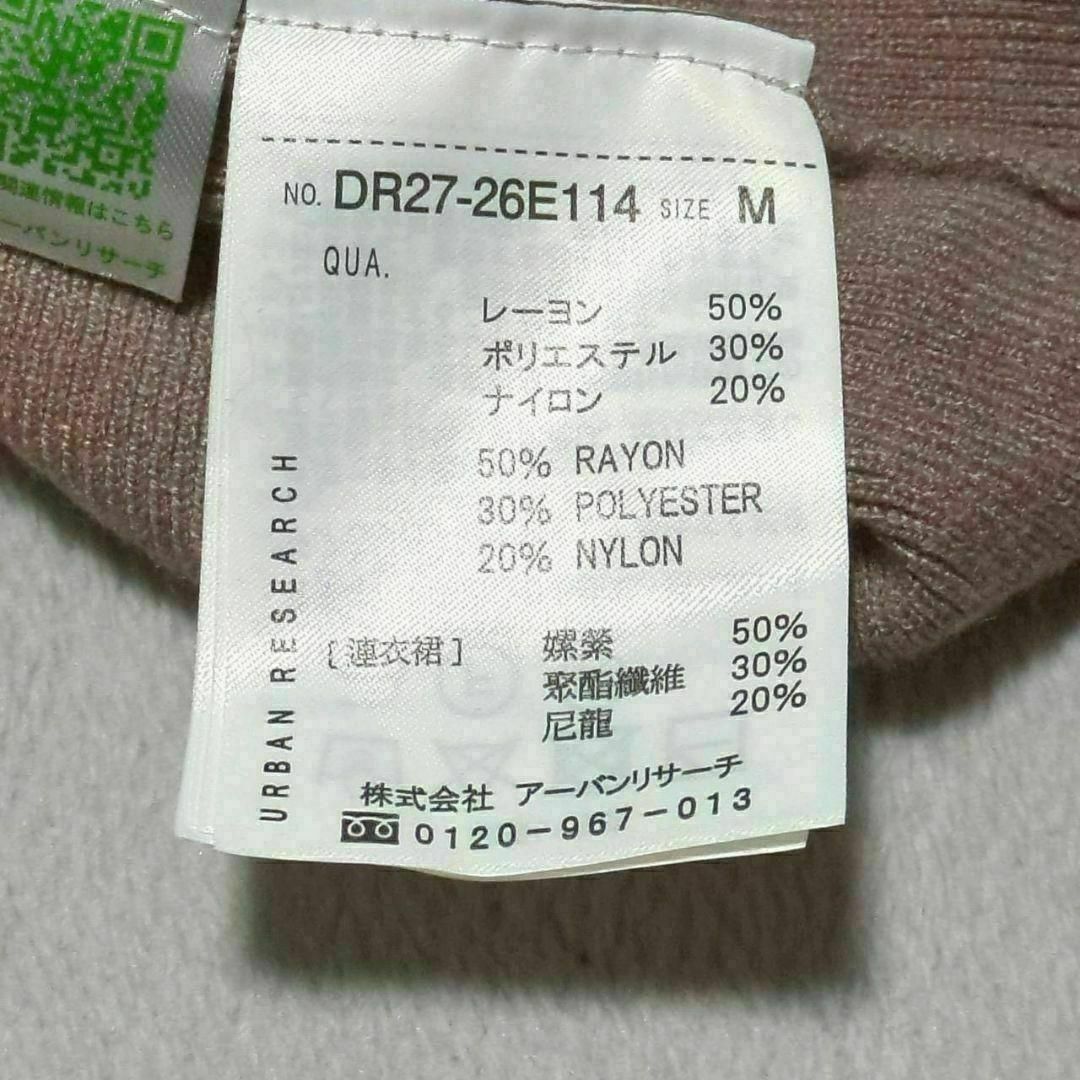 関連情報はこちら
ーバンリサーチ
NO. DR27-26E114 SIZE M
QUA.
レーヨン 50%
ポリエステル 30%
ナイロン 20%
50% RAYON
30% POLYESTER
20% NYLON
[連衣裙] 嫘縈 50%
聚酯纖維 30%
尼龍 20%
株式会社 アーバンリサーチ
0120-967-013
URBAN RESEARCH